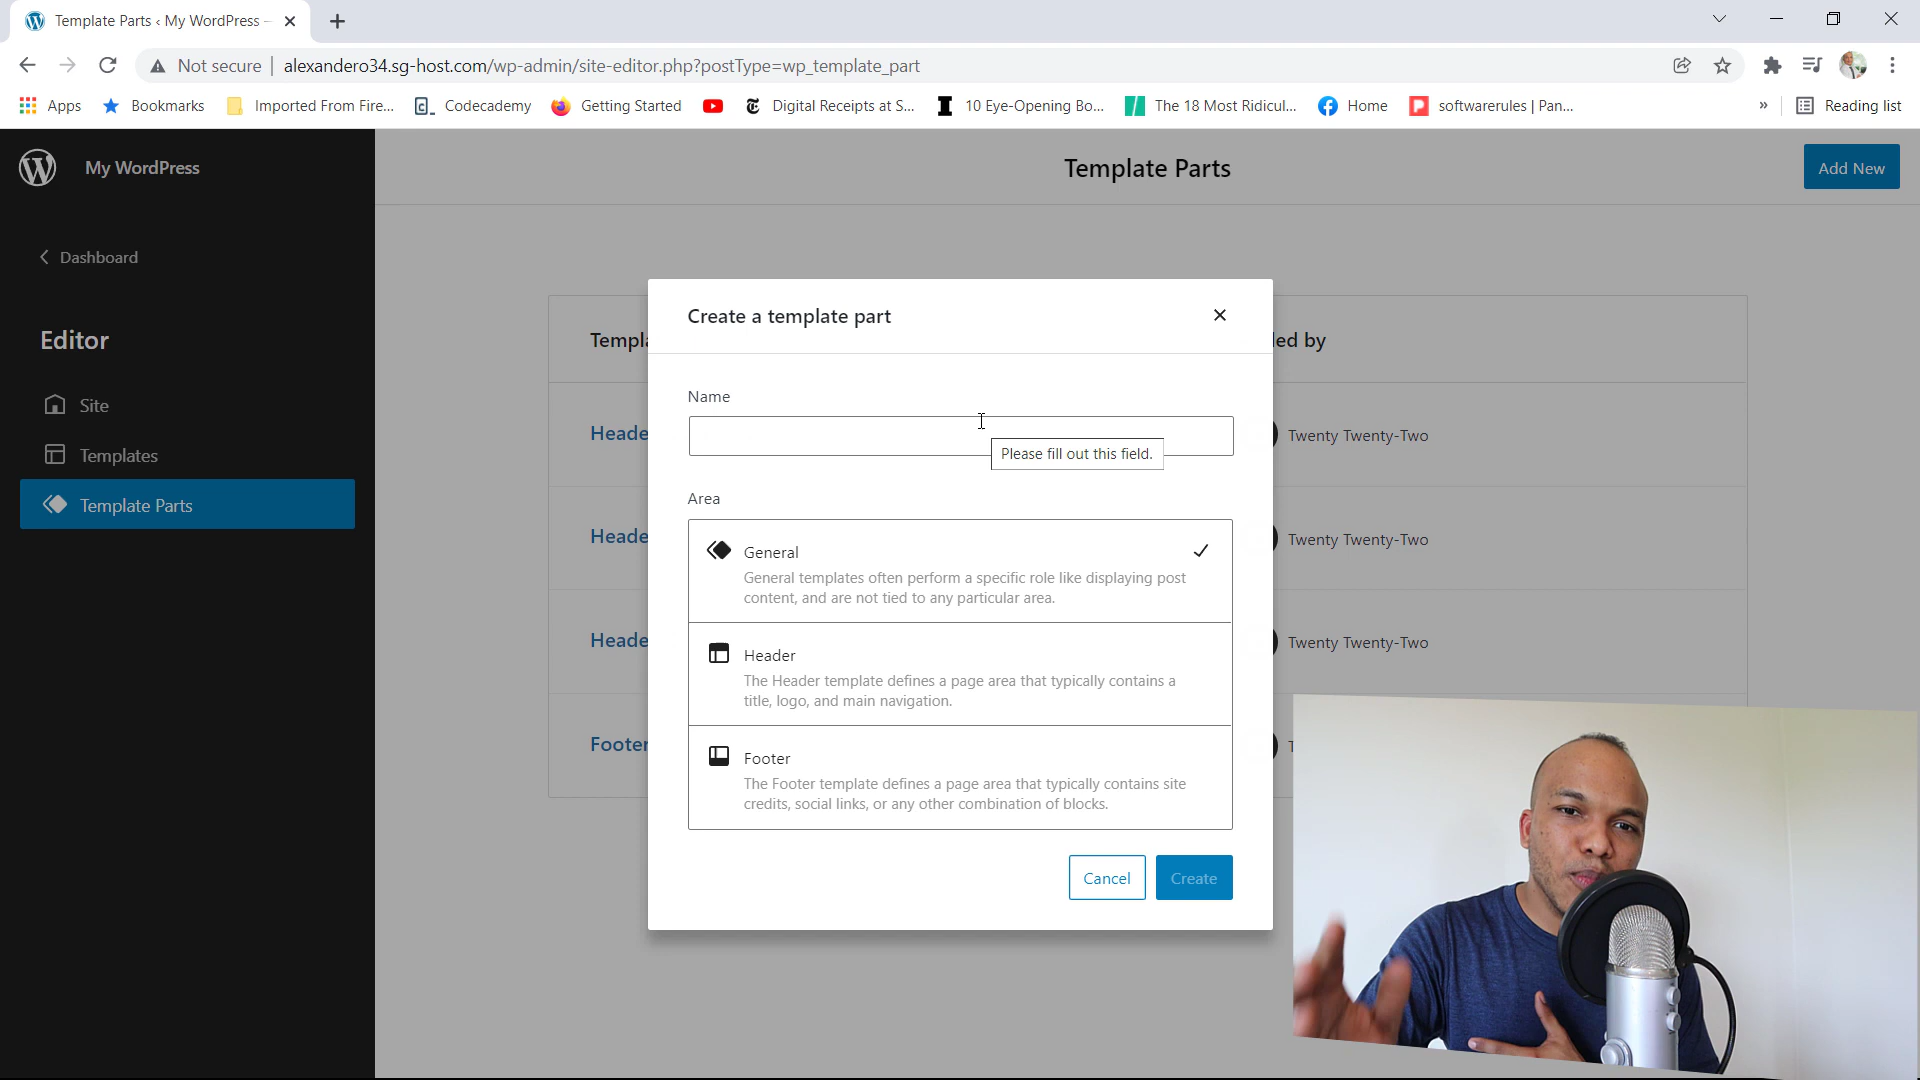 Template Parts ‹ My WordPress –
Not secure
alexandero34.sg-host.com/wp-admin/site-editor.php?postType=wp_template_part
Apps
Bookmarks
Imported From Fire...
Codecademy
Getting Started
Digital Receipts at S...
10 Eye-Opening Bo...
The 18 Most Ridicul...
Home
softwarerules | Pan...
»
Reading list
My WordPress
Template Parts
Add New
Dashboard
Editor
Site
Templates
Template Parts
Templa
led by
Heade
Twenty Twenty-Two
Heade
Twenty Twenty-Two
Heade
Twenty Twenty-Two
Footer
T
Create a template part
Name
Please fill out this field.
Area
General
General templates often perform a specific role like displaying post
content, and are not tied to any particular area.
Header
The Header template defines a page area that typically contains a
title, logo, and main navigation.
Footer
The Footer template defines a page area that typically contains site
credits, social links, or any other combination of blocks.
Cancel
Create